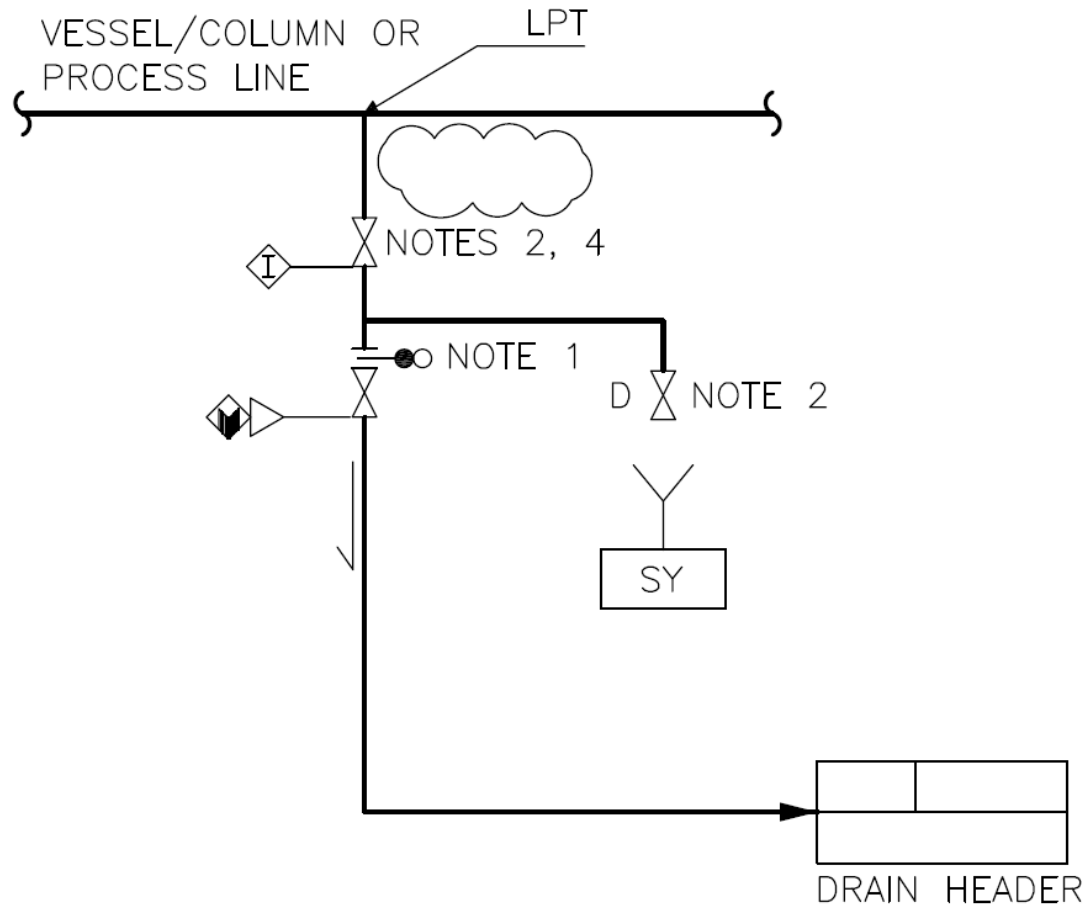 VESSEL/COLUMN OR
PROCESS LINE
LPT
NOTES 2, 4
I
NOTE 1
D
NOTE 2
SY
DRAIN HEADER